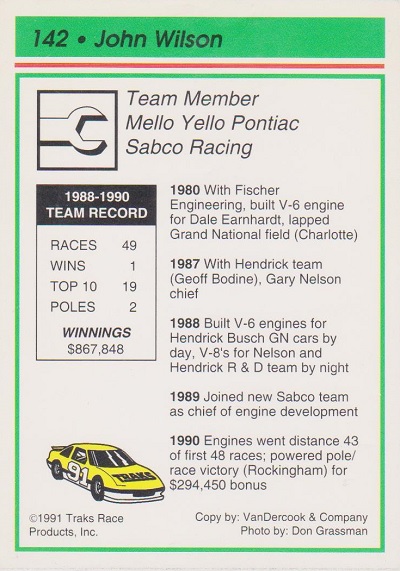 142 • John Wilson
Team Member
Mello Yello Pontiac
Sabco Racing
1988-1990
TEAM RECORD
RACES 49
WINS 1
TOP 10 19
POLES 2
WINNINGS
$867,848
1980 With Fischer
Engineering, built V-6 engine
for Dale Earnhardt, lapped
Grand National field (Charlotte)
1987 With Hendrick team
(Geoff Bodine), Gary Nelson
chief
1988 Built V-6 engines for
Hendrick Busch GN cars by
day, V-8's for Nelson and
Hendrick R & D team by night
1989 Joined new Sabco team
as chief of engine development
1990 Engines went distance 43
of first 48 races; powered pole/
race victory (Rockingham) for
$294,450 bonus
91 TRAKS
©1991 Traks Race
Products, Inc.
Copy by: VanDercook & Company
Photo by: Don Grassman